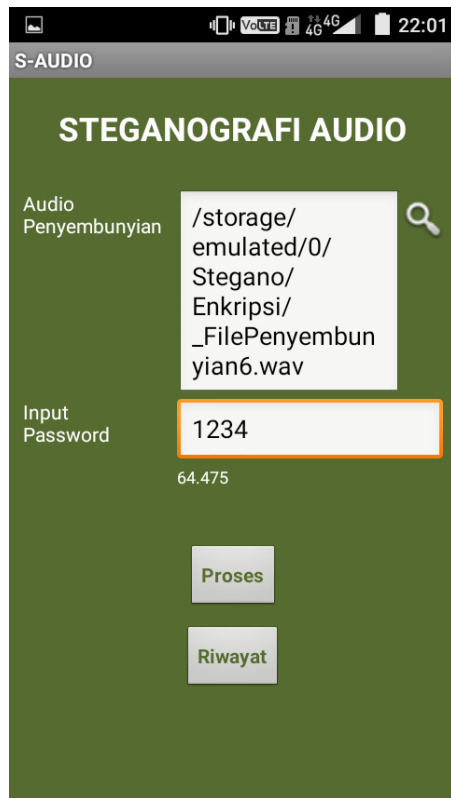 VoLTE 4G 4G 22:01
S-AUDIO
STEGANOGRAFI AUDIO
Audio
Penyembunyian
/storage/
emulated/0/
Stegano/
Enkripsi/
_FilePenyembun
yian6.wav
Input
Password
1234
64.475
Proses
Riwayat